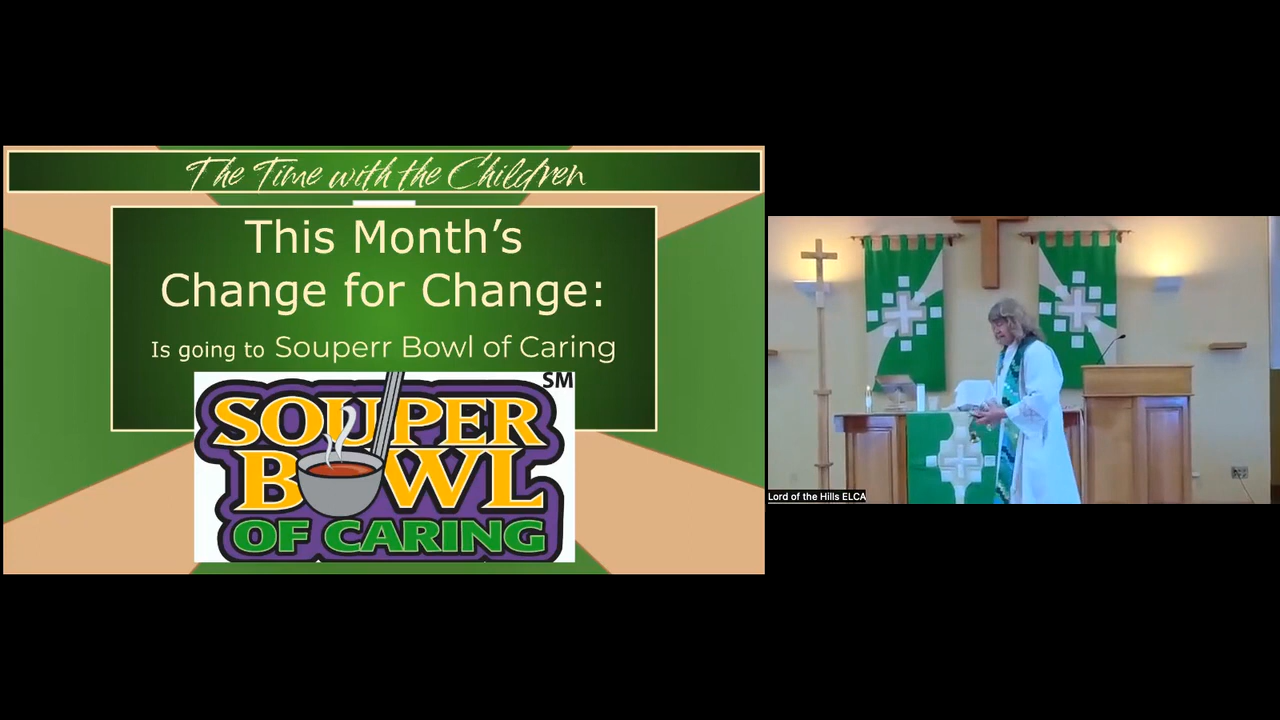 The Time with the Children
This Month's
Change for Change:
Is going to Souperr Bowl of Caring
SM
SOUPER
BOWL
OF CARING
Lord of the Hills ELCA